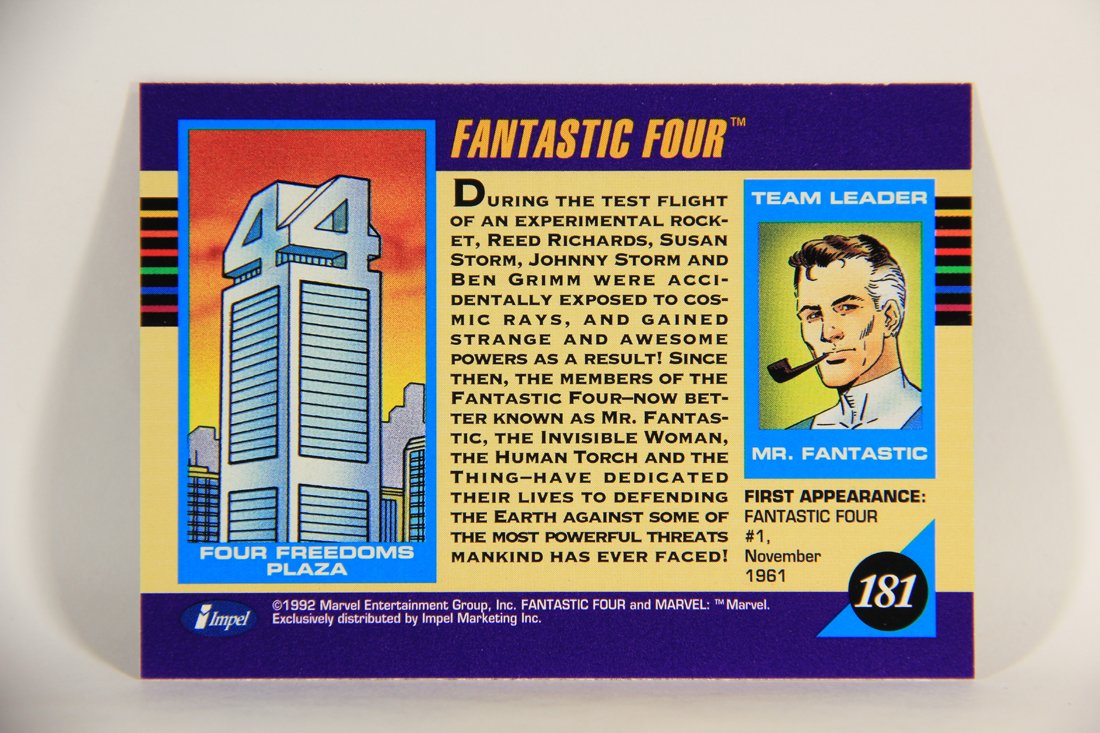 FANTASTIC FOUR™
44
FOUR FREEDOMS
PLAZA
DURING THE TEST FLIGHT
OF AN EXPERIMENTAL ROCK-
ET, REED RICHARDS, SUSAN
STORM, JOHNNY STORM AND
BEN GRIMM WERE ACCI-
DENTALLY EXPOSED TO COS-
MIC RAYS, AND GAINED
STRANGE AND AWESOME
POWERS AS A RESULT! SINCE
THEN, THE MEMBERS OF THE
FANTASTIC FOUR—NOW BET-
TER KNOWN AS MR. FANTAS-
TIC, THE INVISIBLE WOMAN,
THE HUMAN TORCH AND THE
THING—HAVE DEDICATED
THEIR LIVES TO DEFENDING
THE EARTH AGAINST SOME OF
THE MOST POWERFUL THREATS
MANKIND HAS EVER FACED!
TEAM LEADER
MR. FANTASTIC
FIRST APPEARANCE:
FANTASTIC FOUR
#1,
November
1961
181
Impel
©1992 Marvel Entertainment Group, Inc. FANTASTIC FOUR and MARVEL: ™Marvel.
Exclusively distributed by Impel Marketing Inc.